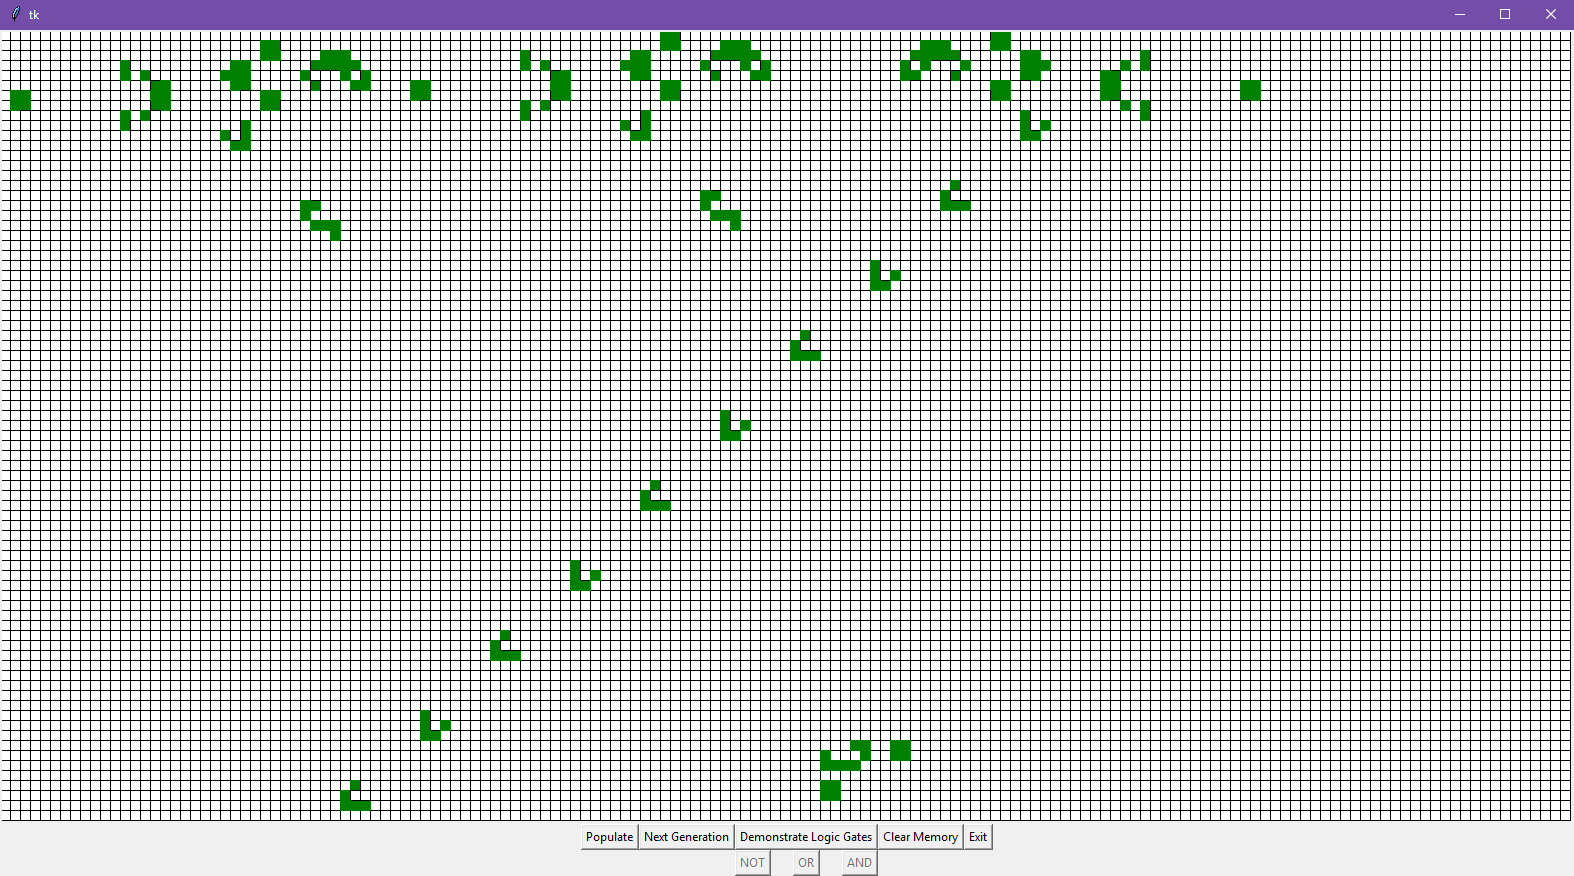 tk
Populate Next Generation Demonstrate Logic Gates Clear Memory Exit
NOT OR AND